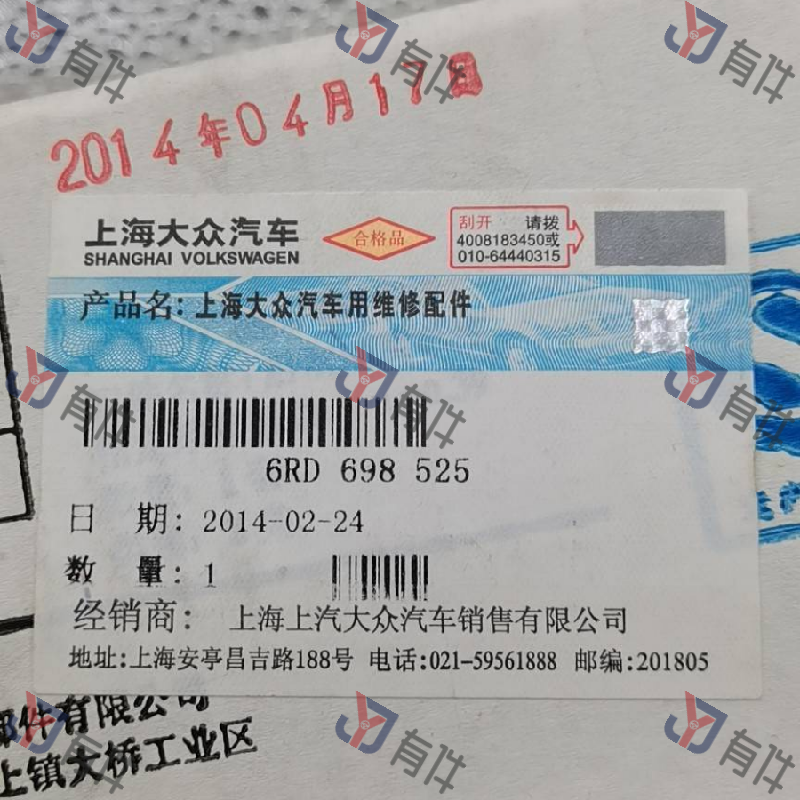 2014年04月17日
上海大众汽车
SHANGHAI VOLKSWAGEN
合格品
刮开 请拨
4008183450或
010-64440315
产品名: 上海大众汽车用维修配件
6RD 698 525
日 期: 2014-02-24
数 量: 1
经销商: 上海上汽大众汽车销售有限公司
地址:上海安亭昌吉路188号 电话:021-59561888 邮编:201805
件有限公司
上镇大桥工业区
有件
有件
有件
有件
有件
有件
有件
有件
有件